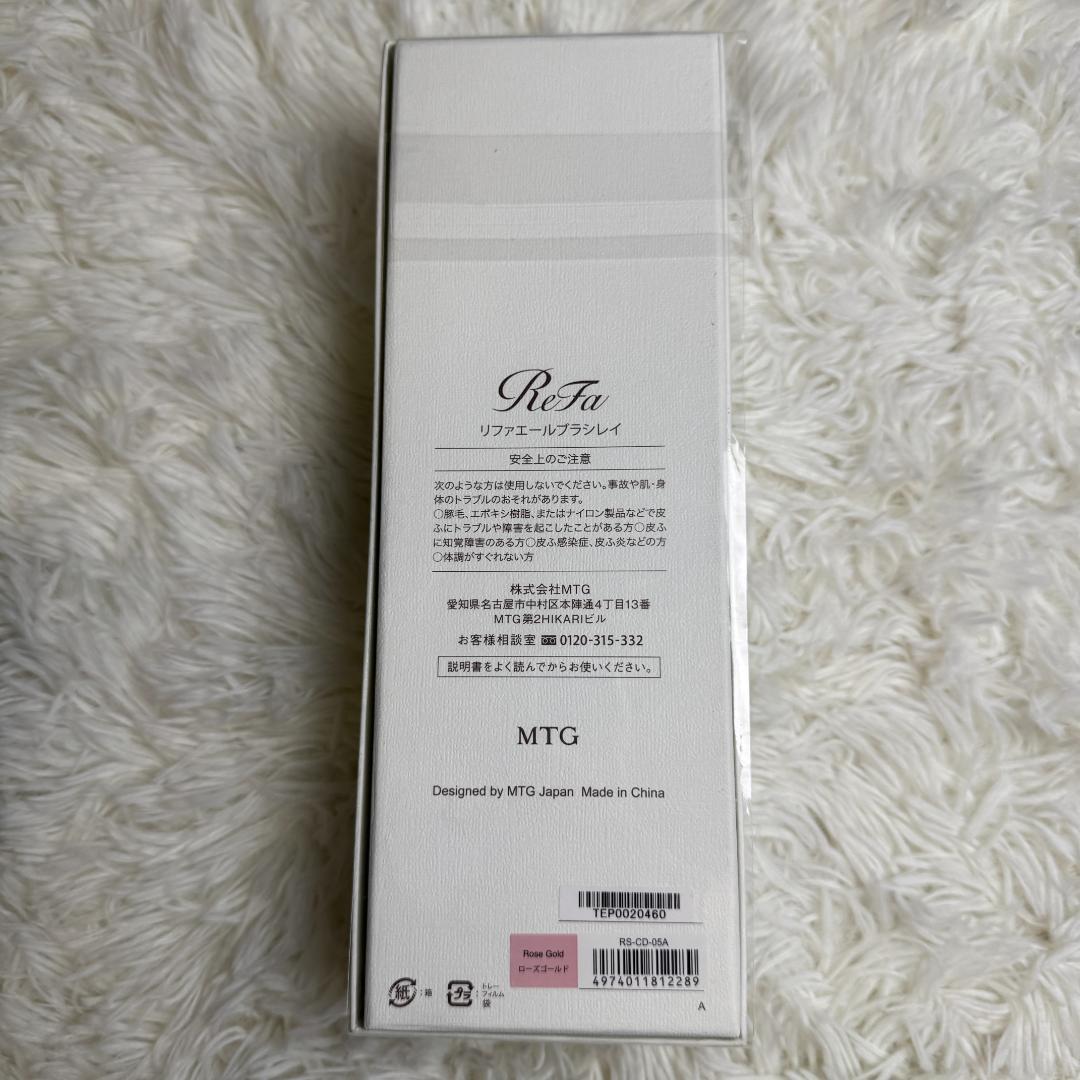 ReFa
リファエールブラシレイ
安全上のご注意
次のような方は使用しないでください。事故や肌・身
体のトラブルのおそれがあります。
○豚毛、エポキシ樹脂、またはナイロン製品などで皮
ふにトラブルや障害を起こしたことがある方○皮ふ
に知覚障害のある方○皮ふ感染症、皮ふ炎などの方
○体調がすぐれない方
株式会社MTG
愛知県名古屋市中村区本陣通4丁目13番
MTG第2HIKARIビル
お客様相談室 0120-315-332
説明書をよく読んでからお使いください。
MTG
Designed by MTG Japan Made in China
TEP0020460
RS-CD-05A
Rose Gold
ローズゴールド
4974011812289
紙:箱
プラ:トレー
フィルム
袋
A